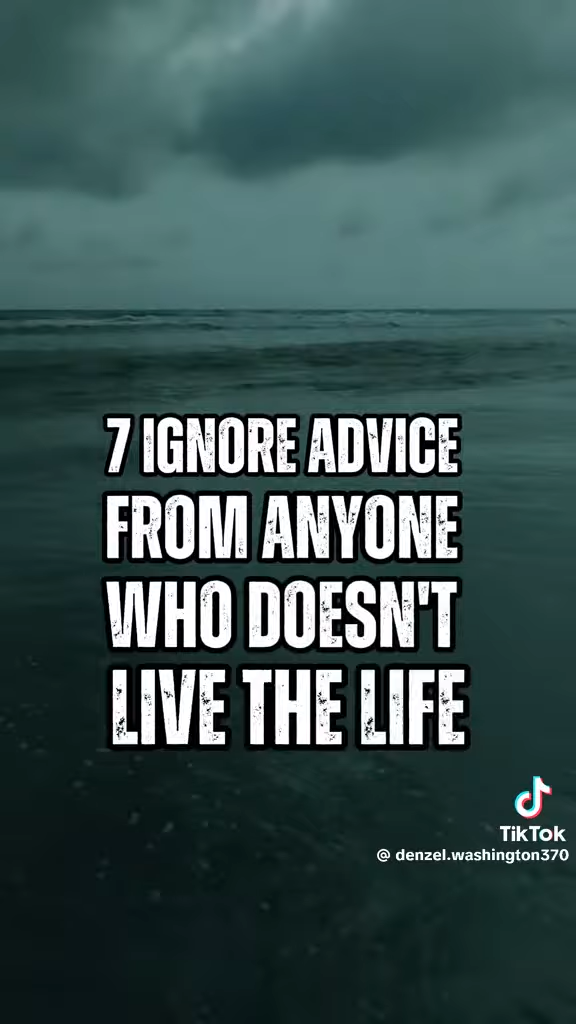 7 IGNORE ADVICE
FROM ANYONE
WHO DOESN'T
LIVE THE LIFE
TikTok
@ denzel.washington370